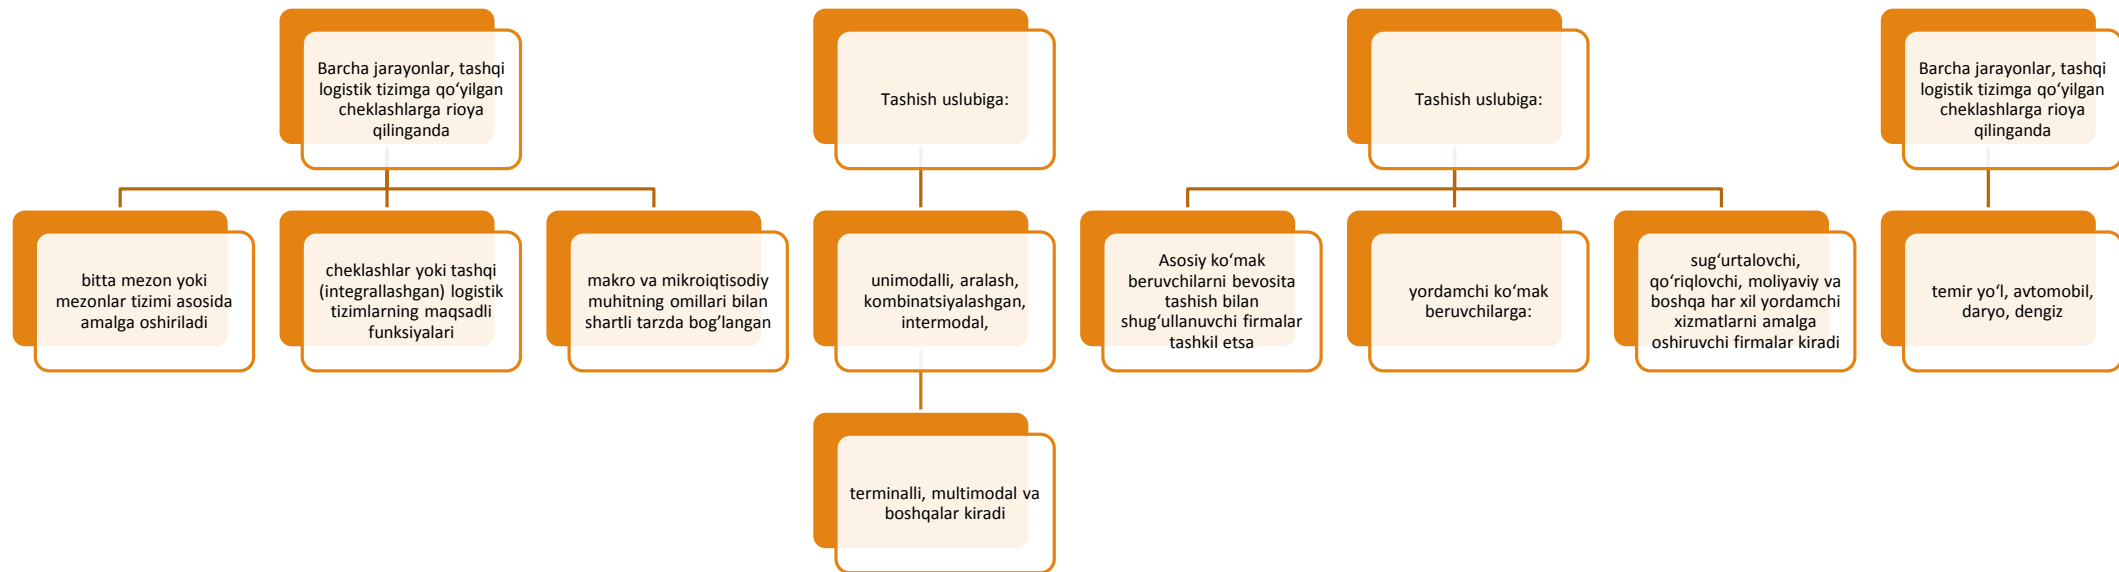 Barcha jarayonlar, tashqi
logistik tizimga qo‘yilgan
cheklashlarga rioya
qilinganda
bitta mezon yoki
mezonlar tizimi asosida
amalga oshiriladi
cheklashlar yoki tashqi
(integrallashgan) logistik
tizimlarning maqsadli
funksiyalari
makro va mikroiqtisodiy
muhitning omillari bilan
shartli tarzda bog’langan
Tashish uslubiga:
unimodalli, aralash,
kombinatsiyalashgan,
intermodal,
terminalli, multimodal va
boshqalar kiradi
Tashish uslubiga:
Asosiy ko‘mak
beruvchilarni bevosita
tashish bilan
shug‘ullanuvchi firmalar
tashkil etsa
yordamchi ko‘mak
beruvchilarga:
sug‘urtalovchi,
qo‘riqlovchi, moliyaviy va
boshqa har xil yordamchi
xizmatlarni amalga
oshiruvchi firmalar kiradi
Barcha jarayonlar, tashqi
logistik tizimga qo‘yilgan
cheklashlarga rioya
qilinganda
temir yo‘l, avtomobil,
daryo, dengiz